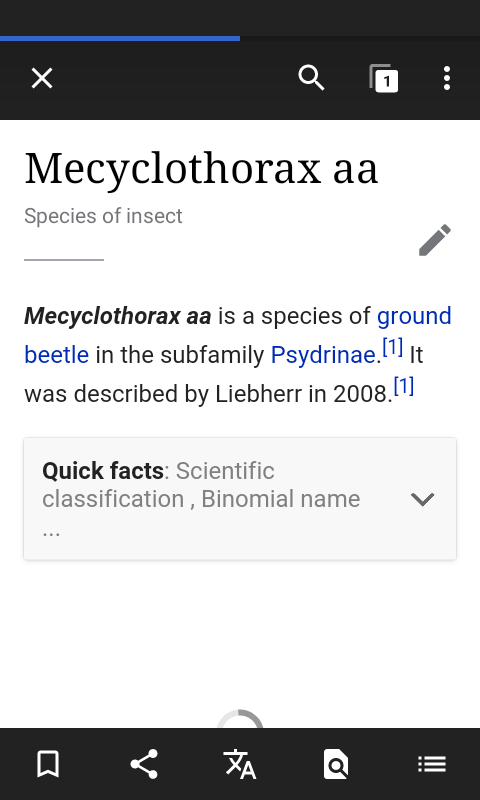 1
Mecyclothorax aa
Species of insect
Mecyclothorax aa is a species of ground
beetle in the subfamily Psydrinae.[1] It
was described by Liebherr in 2008.[1]
Quick facts: Scientific
classification , Binomial name
...